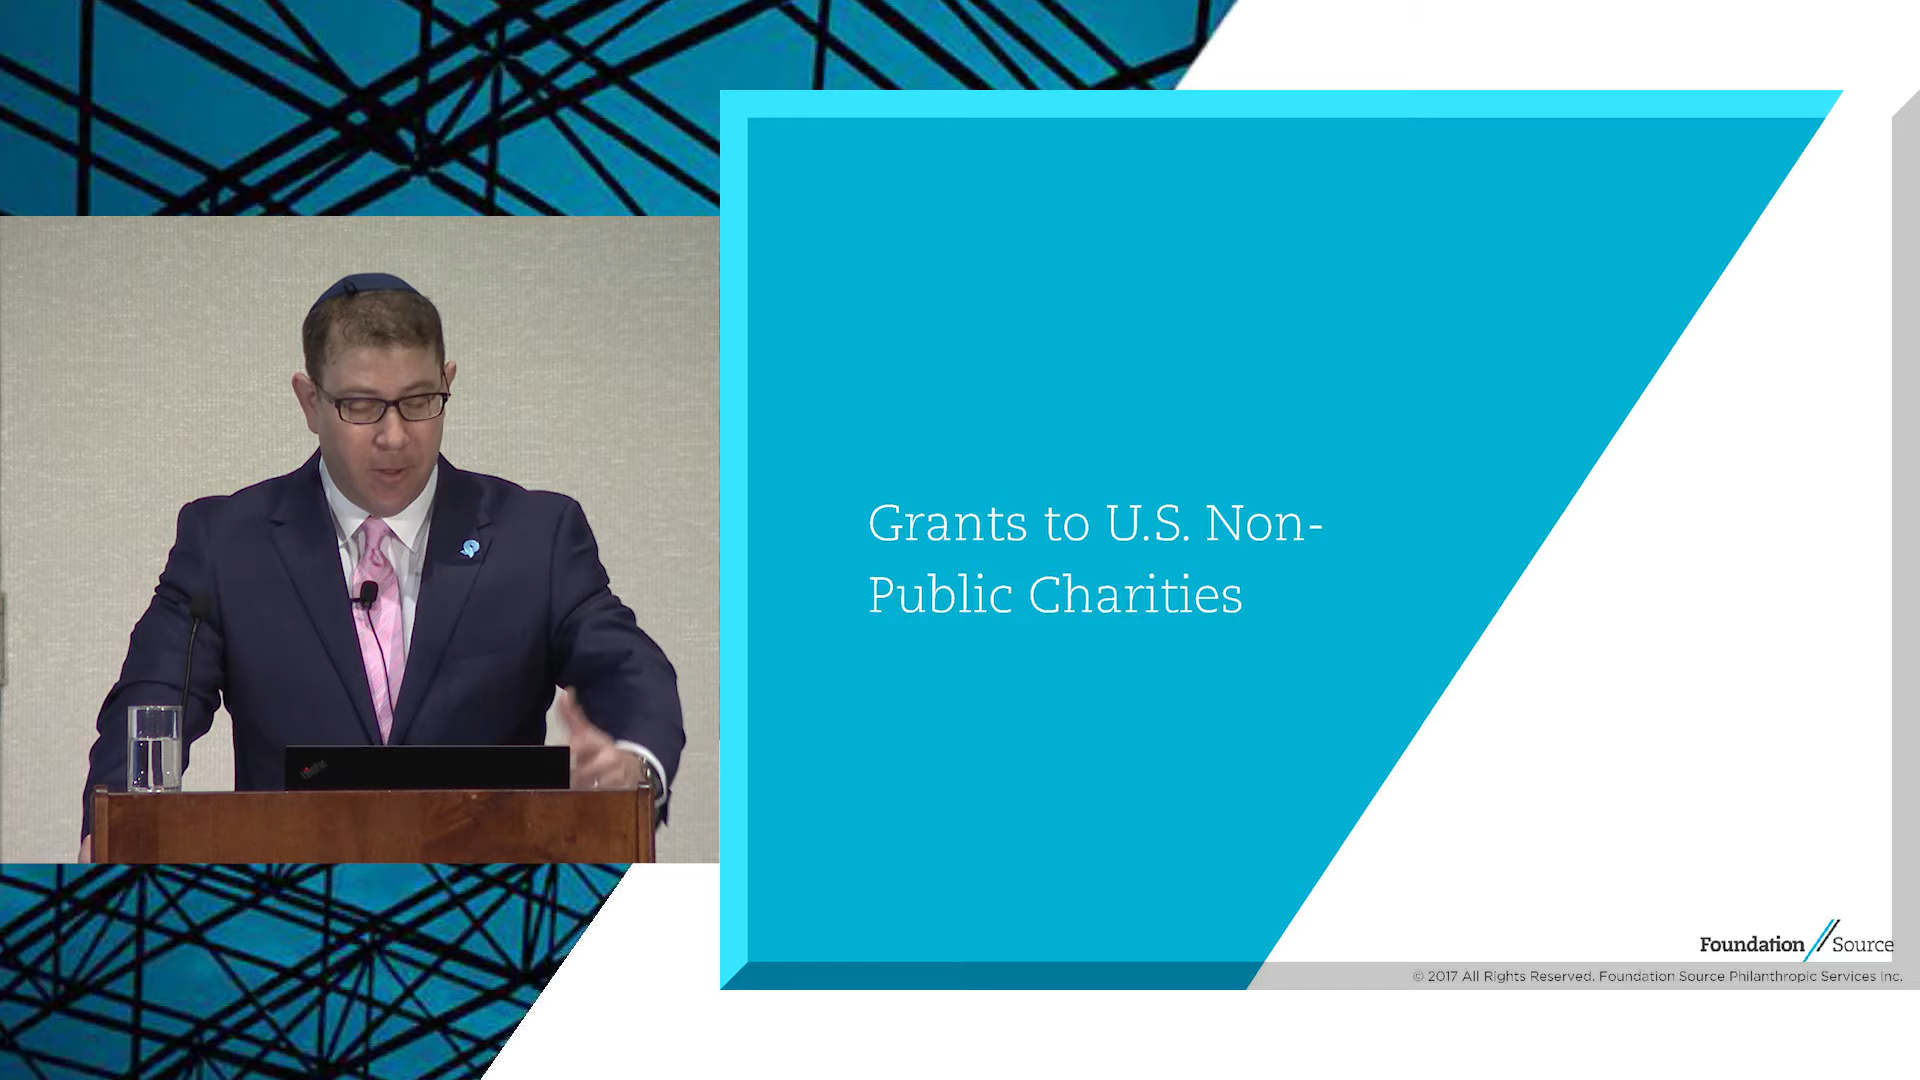 Grants to U.S. Non-
Public Charities
Foundation Source
© 2017 All Rights Reserved. Foundation Source Philanthropic Services Inc.